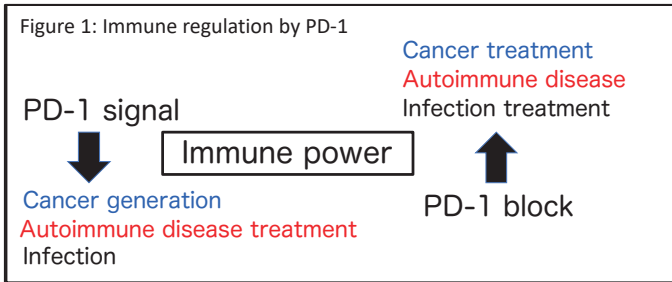 Figure 1: Immune regulation by PD-1
PD-1 signal
Cancer generation
Autoimmune disease treatment
Infection
Immune power
Cancer treatment
Autoimmune disease
Infection treatment
PD-1 block